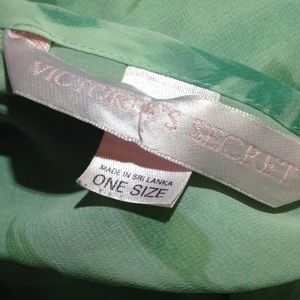 VICTORIA'S SECRET
MADE IN SRI LANKA
ONE SIZE